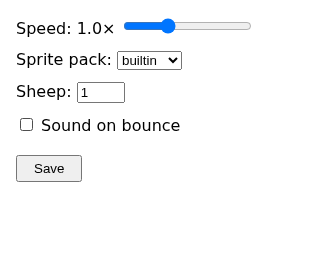 Speed: 1.0×
Sprite pack: builtin
Sheep: 1
Sound on bounce
Save